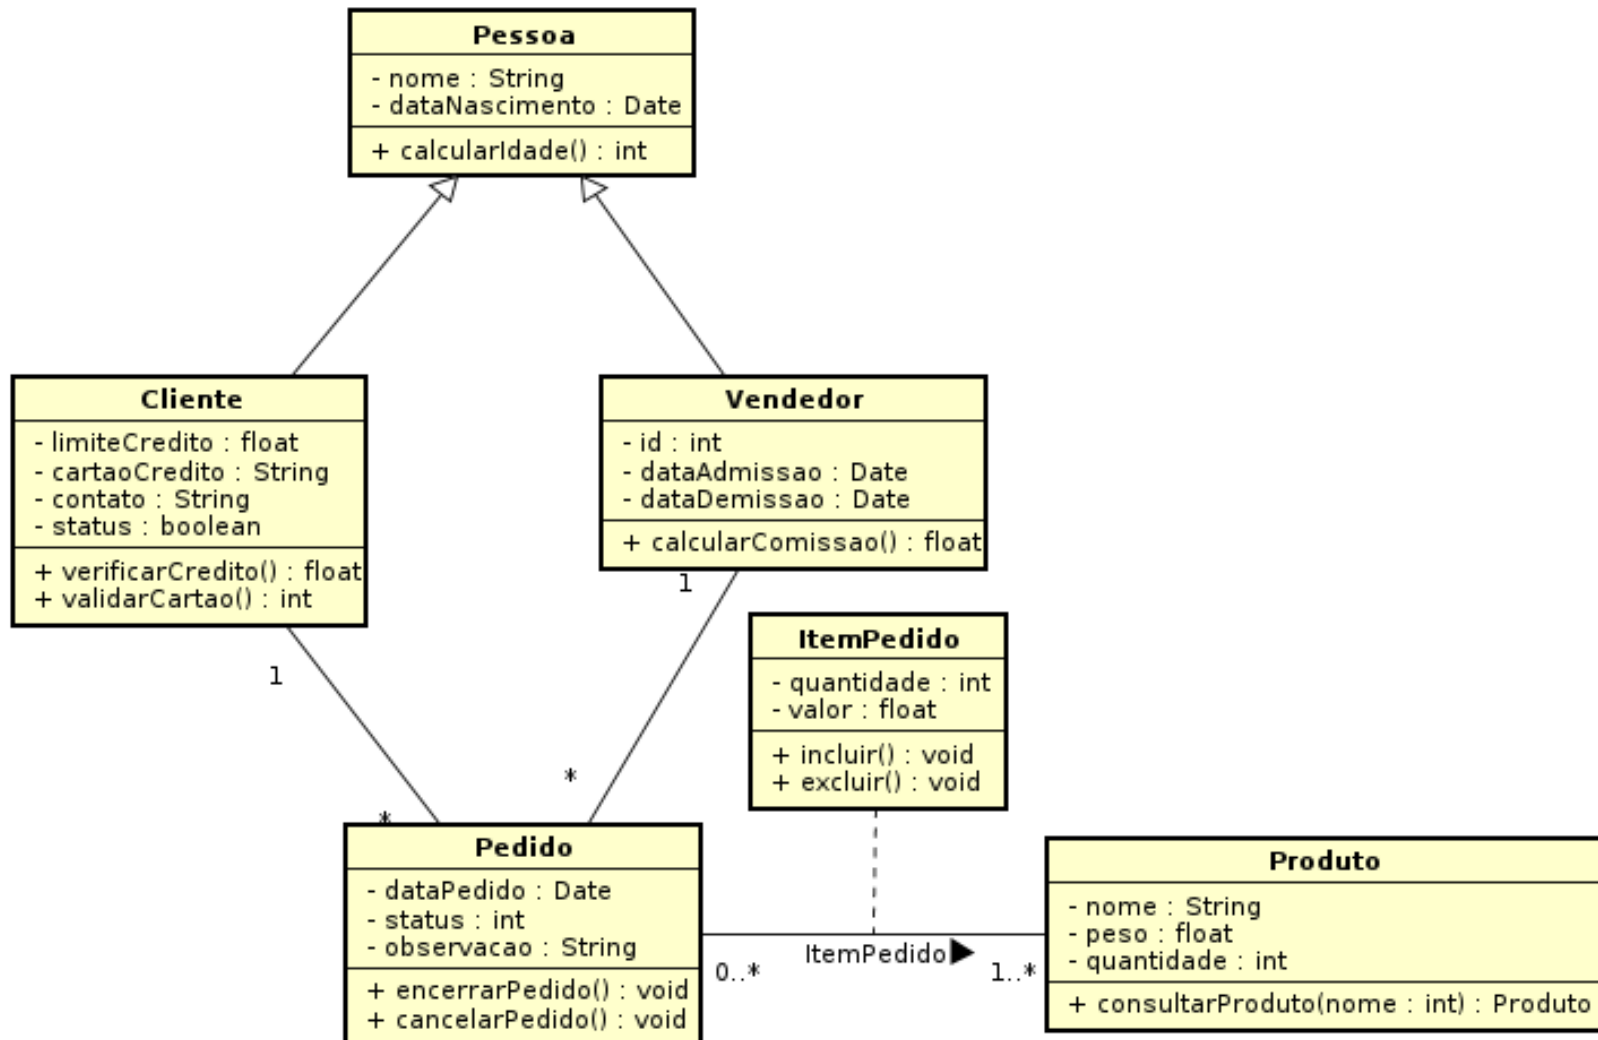 Pessoa
- nome : String
- dataNascimento : Date
+ calcularIdade() : int
Cliente
- limiteCredito : float
- cartaoCredito : String
- contato : String
- status : boolean
+ verificarCredito() : float
+ validarCartao() : int
Vendedor
- id : int
- dataAdmissao : Date
- dataDemissao : Date
+ calcularComissao() : float
1
1
*
*
ItemPedido
- quantidade : int
- valor : float
+ incluir() : void
+ excluir() : void
Pedido
- dataPedido : Date
- status : int
- observacao : String
+ encerrarPedido() : void
+ cancelarPedido() : void
0..*
ItemPedido
1..*
Produto
- nome : String
- peso : float
- quantidade : int
+ consultarProduto(nome : int) : Produto